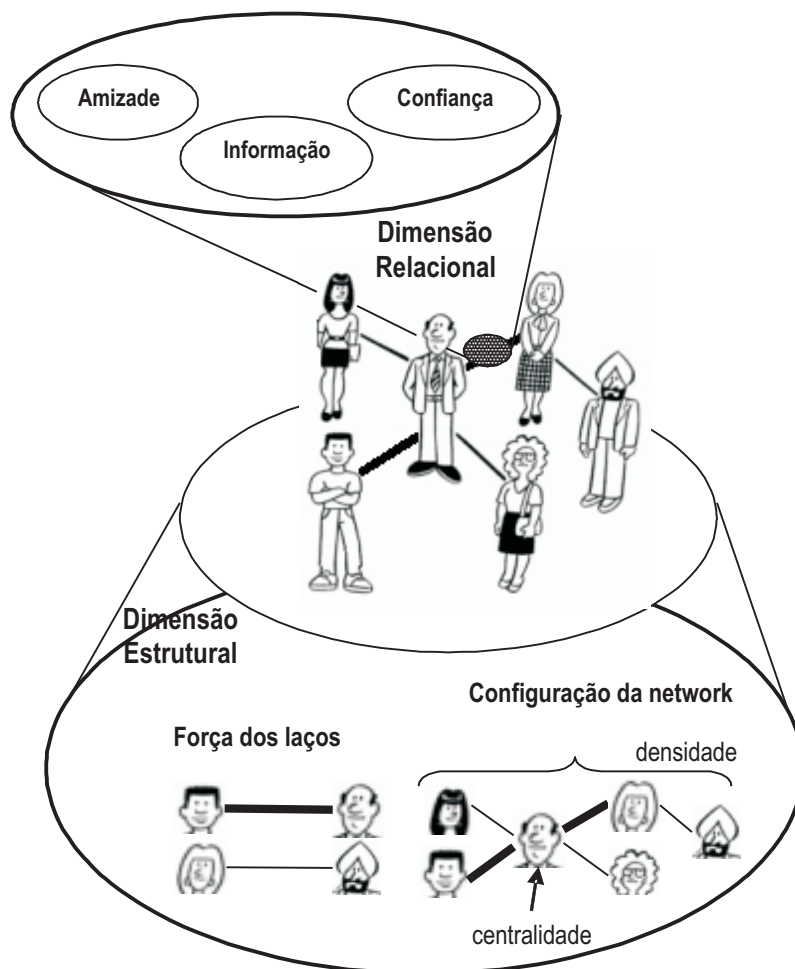 Amizade
Confiança
Informação
Dimensão
Relacional
Dimensão
Estrutural
Configuração da network
Força dos laços
densidade
centralidade